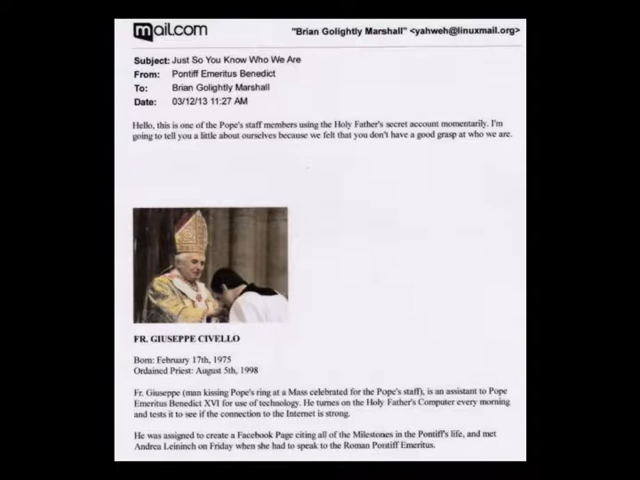 mail.com
"Brian Golightly Marshall" <yahweh@linuxmail.org>
Subject: Just So You Know Who We Are
From: Pontiff Emeritus Benedict
To: Brian Golightly Marshall
Date: 03/12/13 11:27 AM
Hello, this is one of the Pope's staff members using the Holy Father's secret account momentarily. I'm
going to tell you a little about ourselves because we felt that you don't have a good grasp at who we are.
FR. GIUSEPPE CIVELLO
Born: February 17th, 1975
Ordained Priest: August 5th, 1998
Fr. Giuseppe (man kissing Pope's ring at a Mass celebrated for the Pope's staff), is an assistant to Pope
Emeritus Benedict XVI for use of technology. He turns on the Holy Father's Computer every morning
and tests it to see if the connection to the Internet is strong.
He was assigned to create a Facebook Page citing all of the Milestones in the Pontiff's life, and met
Andrea Leininch on Friday when she had to speak to the Roman Pontiff Emeritus.